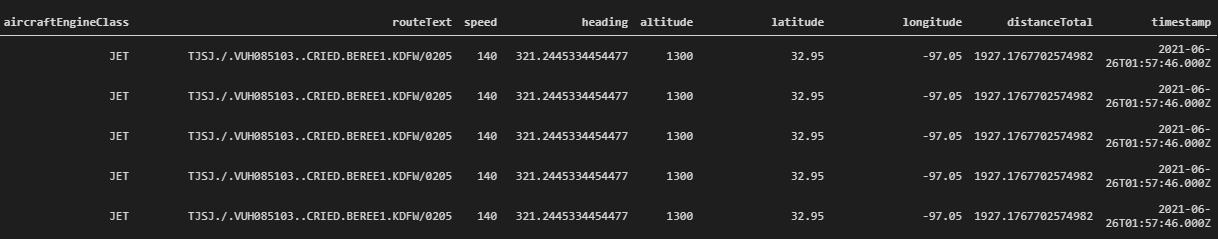 aircraftEngineClass routeText speed heading altitude latitude longitude distanceTotal timestamp
JET TJSJ./.VUH085103..CRIED.BEREE1.KDFW/0205 140 321.2445334454477 1300 32.95 -97.05 1927.1767702574982 2021-06-
26T01:57:46.000Z
JET TJSJ./.VUH085103..CRIED.BEREE1.KDFW/0205 140 321.2445334454477 1300 32.95 -97.05 1927.1767702574982 2021-06-
26T01:57:46.000Z
JET TJSJ./.VUH085103..CRIED.BEREE1.KDFW/0205 140 321.2445334454477 1300 32.95 -97.05 1927.1767702574982 2021-06-
26T01:57:46.000Z
JET TJSJ./.VUH085103..CRIED.BEREE1.KDFW/0205 140 321.2445334454477 1300 32.95 -97.05 1927.1767702574982 2021-06-
26T01:57:46.000Z
JET TJSJ./.VUH085103..CRIED.BEREE1.KDFW/0205 140 321.2445334454477 1300 32.95 -97.05 1927.1767702574982 2021-06-
26T01:57:46.000Z